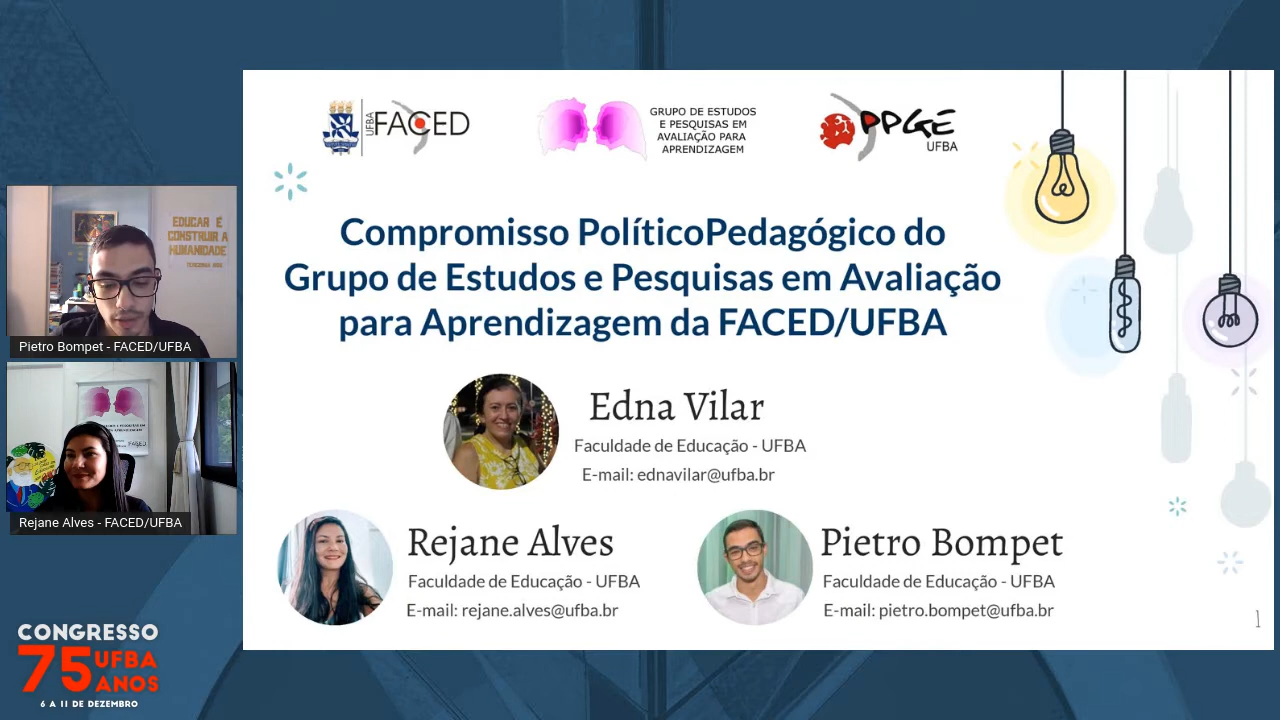 UFBA
FACED
GRUPO DE ESTUDOS
E PESQUISAS EM
AVALIAÇÃO PARA
APRENDIZAGEM
PPGE
UFBA
Compromisso PolíticoPedagógico do
Grupo de Estudos e Pesquisas em Avaliação
para Aprendizagem da FACED/UFBA
EDUCAR É
CONSTRUIR A
HUMANIDADE
Pietro Bompet - FACED/UFBA
FACED
Rejane Alves - FACED/UFBA
Edna Vilar
Faculdade de Educação - UFBA
E-mail: ednavilar@ufba.br
Rejane Alves
Faculdade de Educação - UFBA
E-mail: rejane.alves@ufba.br
Pietro Bompet
Faculdade de Educação - UFBA
E-mail: pietro.bompet@ufba.br
1
CONGRESSO
75 UFBA
ANOS
6 A 11 DE DEZEMBRO